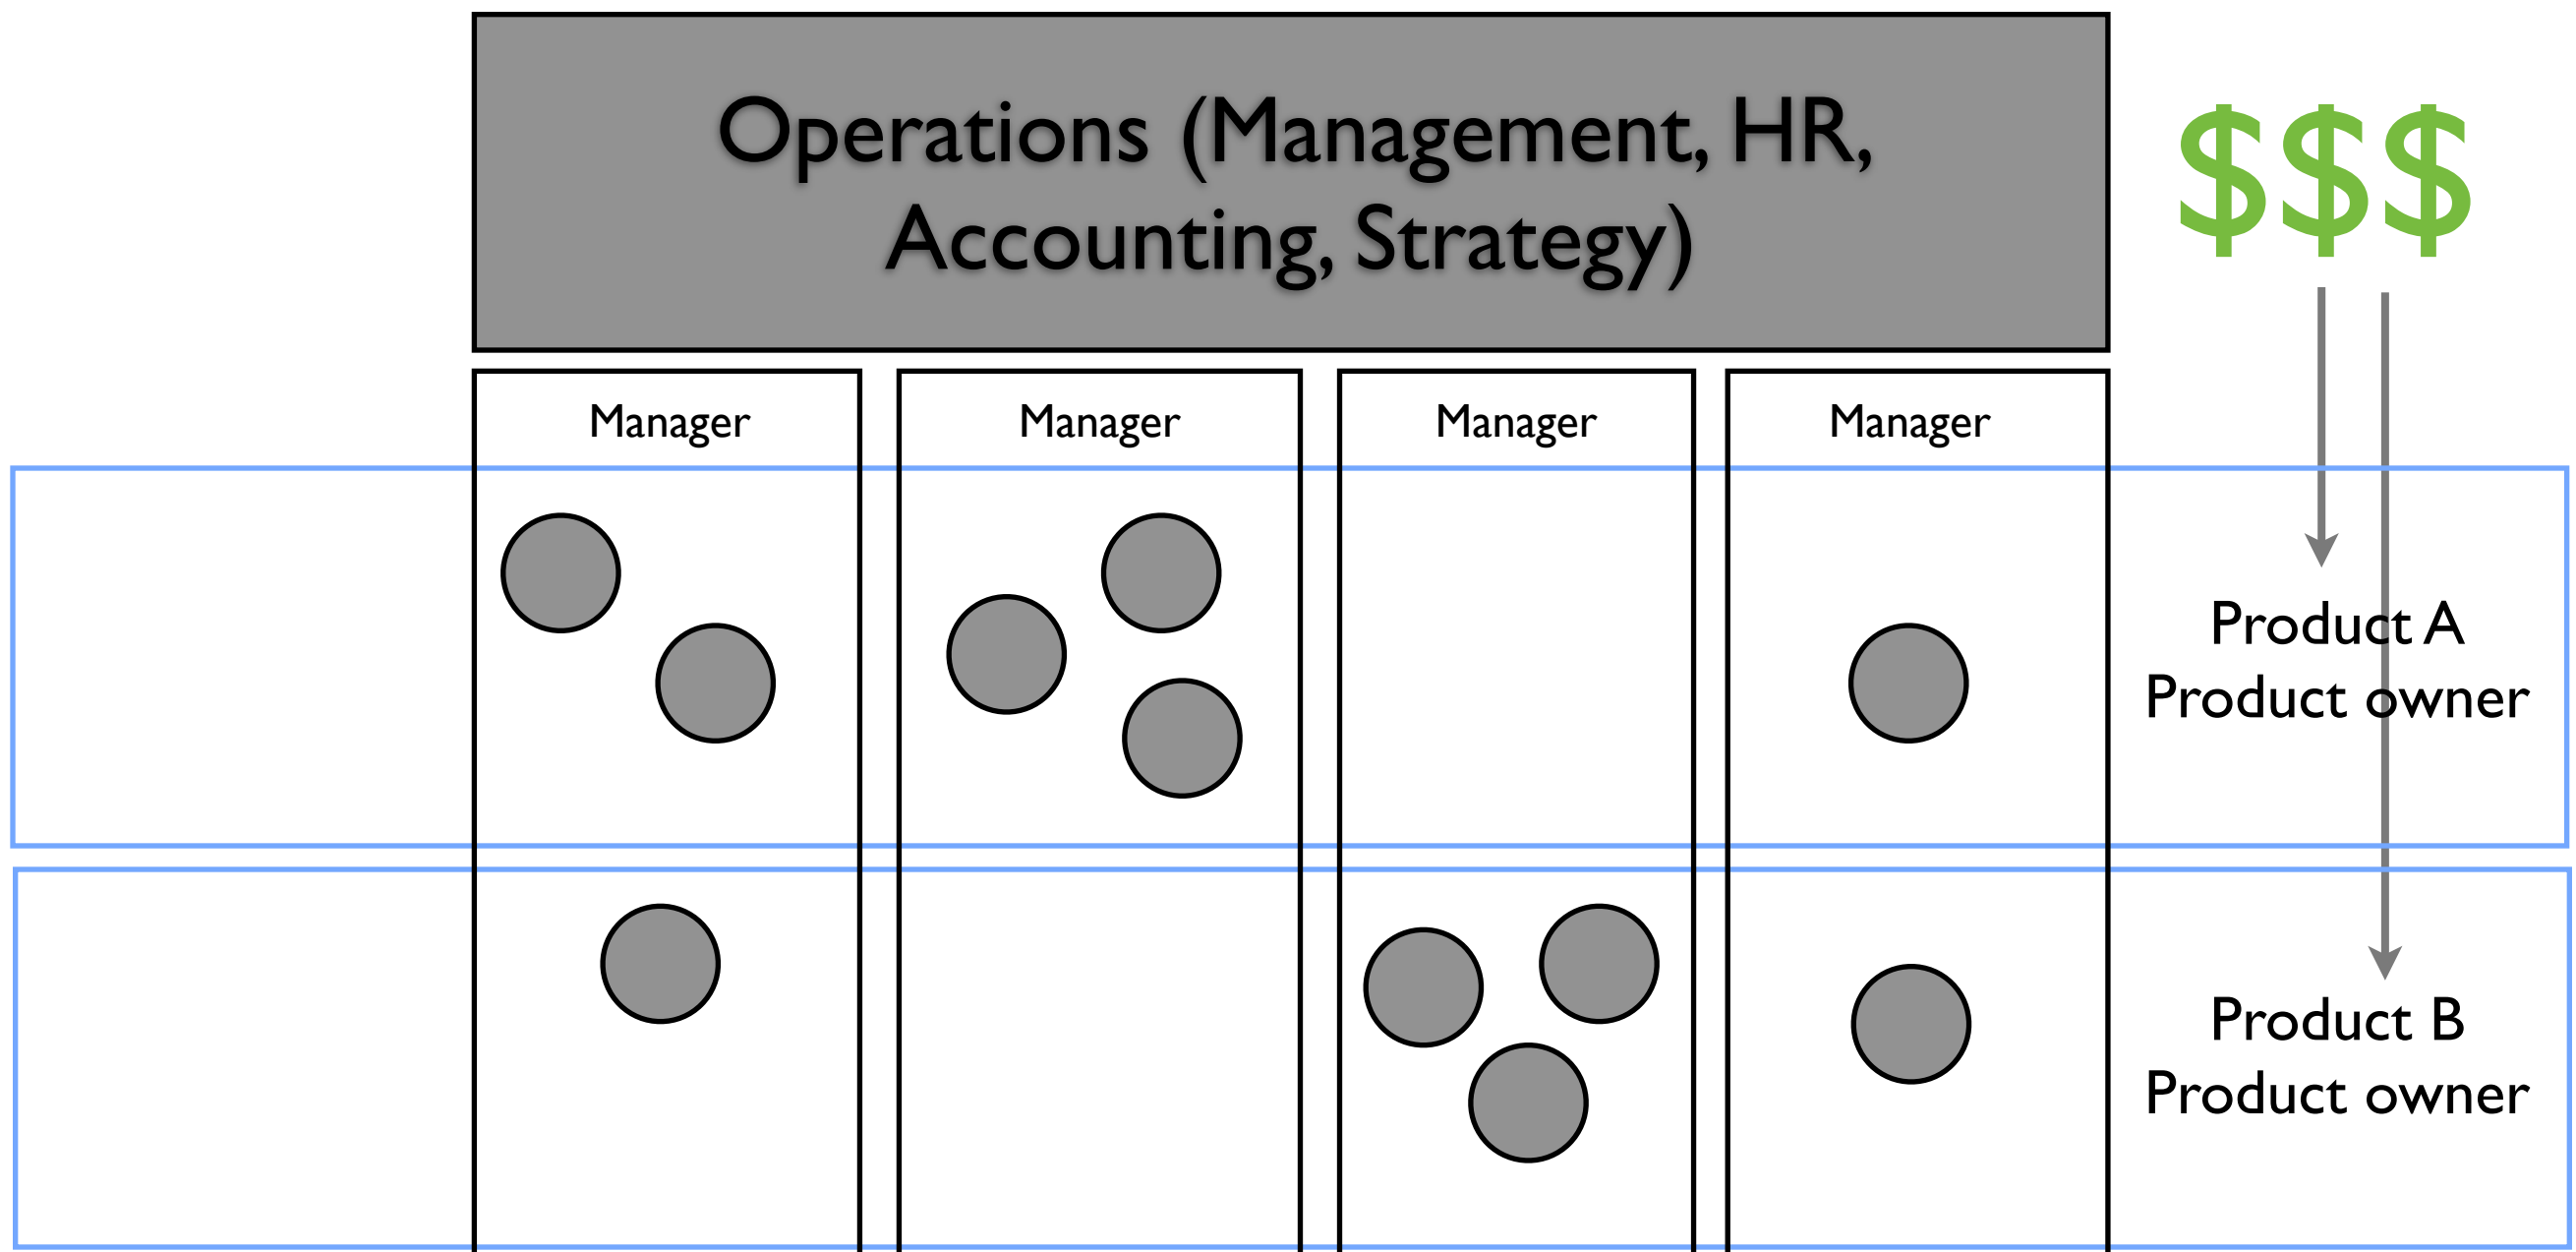 Operations (Management, HR,
Accounting, Strategy)
$$$
Manager
Manager
Manager
Manager
Product A
Product owner
Product B
Product owner